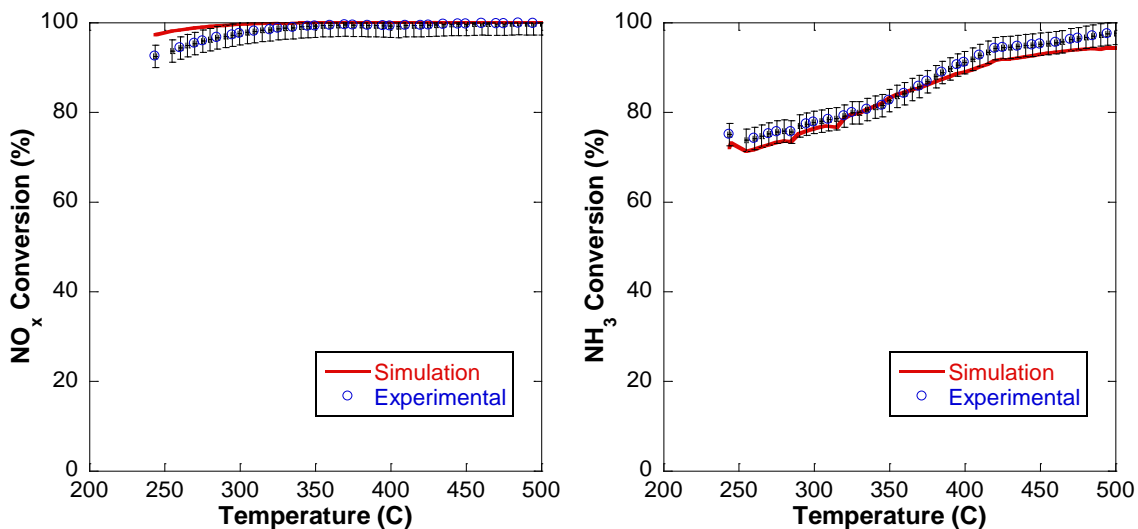 100
80
60
40
20
0
200 250 300 350 400 450 500
Temperature (C)
NOx Conversion (%)
Simulation
Experimental
100
80
60
40
20
0
200 250 300 350 400 450 500
Temperature (C)
NH3 Conversion (%)
Simulation
Experimental